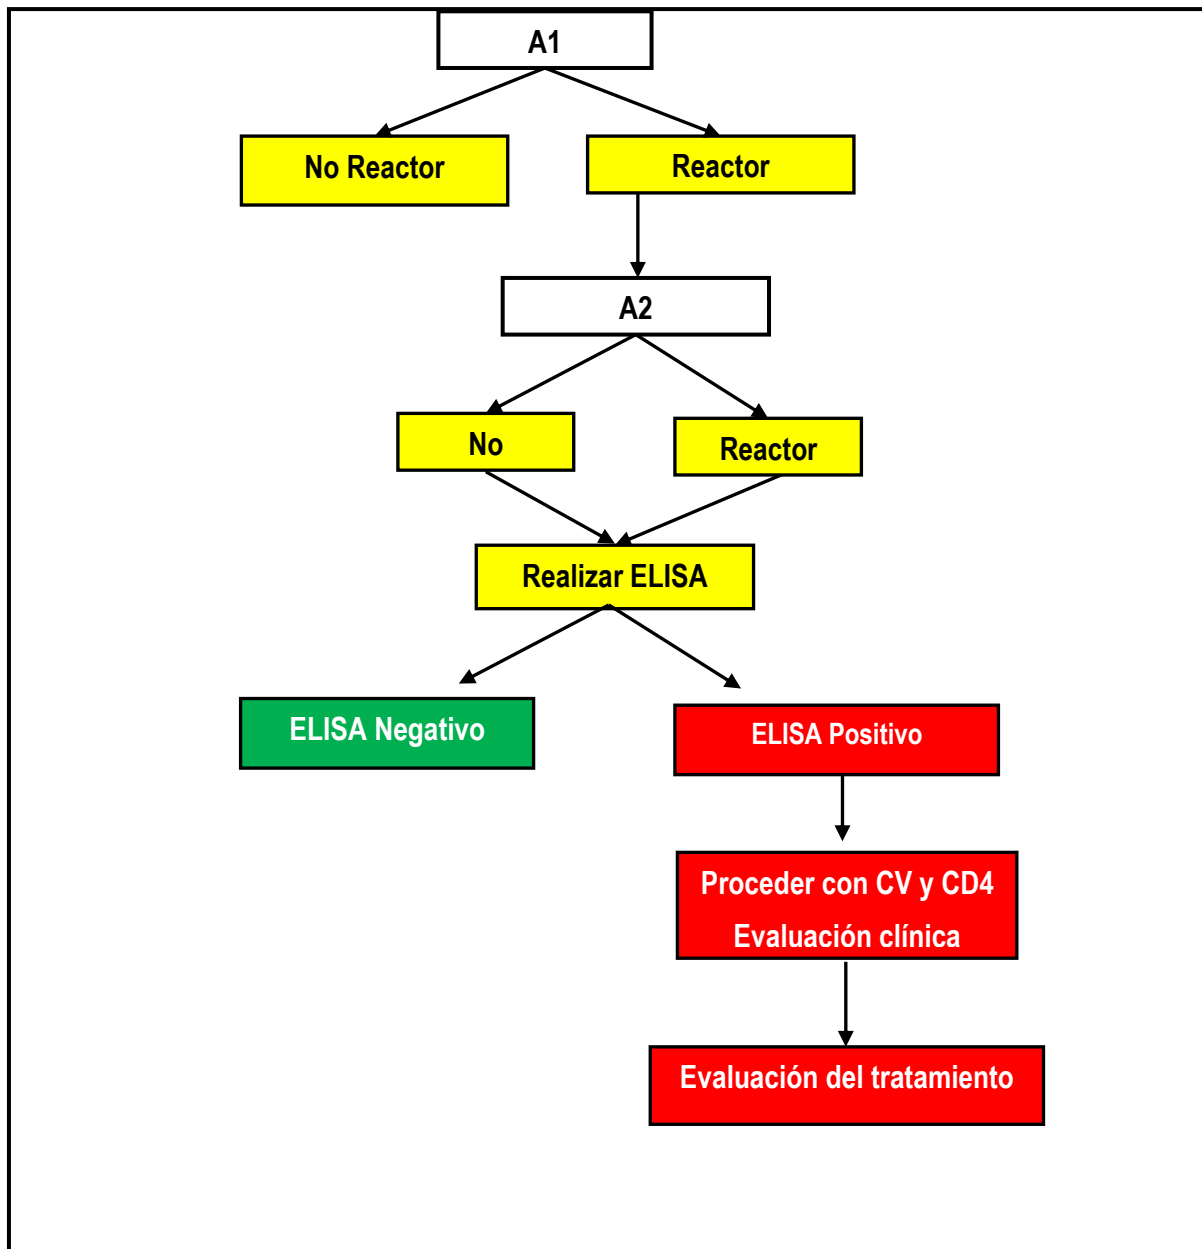 A1
No Reactor
Reactor
A2
No
Reactor
Realizar ELISA
ELISA Negativo
ELISA Positivo
Proceder con CV y CD4
Evaluación clínica
Evaluación del tratamiento